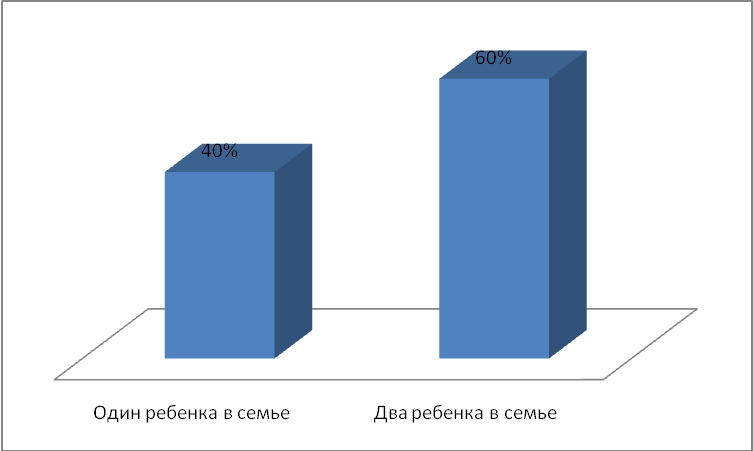 60%
40%
Один ребенка в семье
Два ребенка в семье